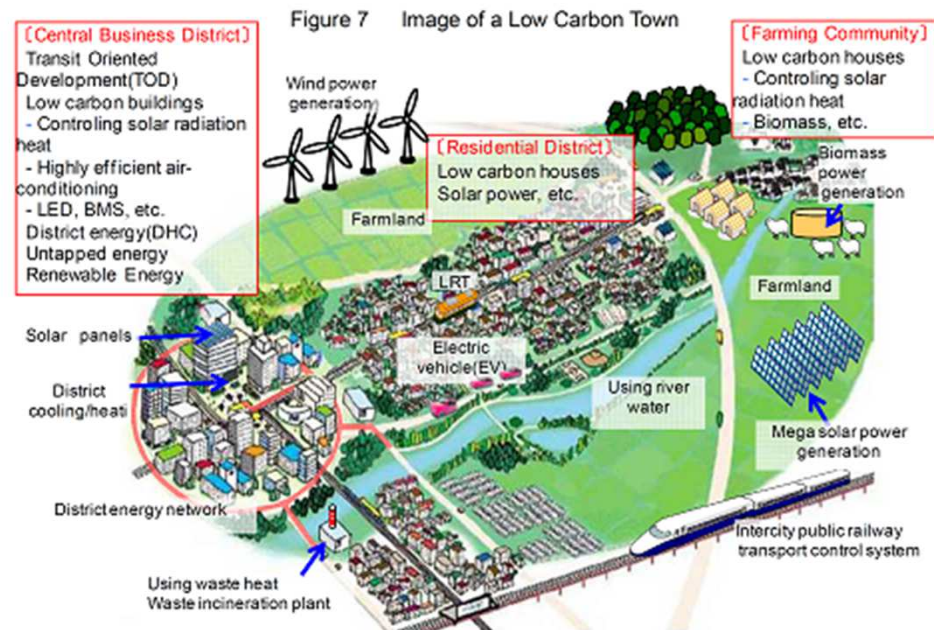 Figure 7 Image of a Low Carbon Town
[Central Business District]
Transit Oriented
Development(TOD)
Low carbon buildings
- Controling solar radiation
heat
- Highly efficient air-
conditioning
- LED, BMS, etc.
District energy(DHC)
Untapped energy
Renewable Energy
Wind power
generation
[Residential District]
Low carbon houses
Solar power, etc.
[Farming Community]
Low carbon houses
- Controling solar
radiation heat
- Biomass, etc.
Biomass
power
generation
Farmland
LRT
Farmland
Solar panels
Electric
vehicle(EV)
District
cooling/heati
Using river
water
Mega solar power
generation
District energy network
Intercity public railway
transport control system
Using waste heat
Waste incineration plant